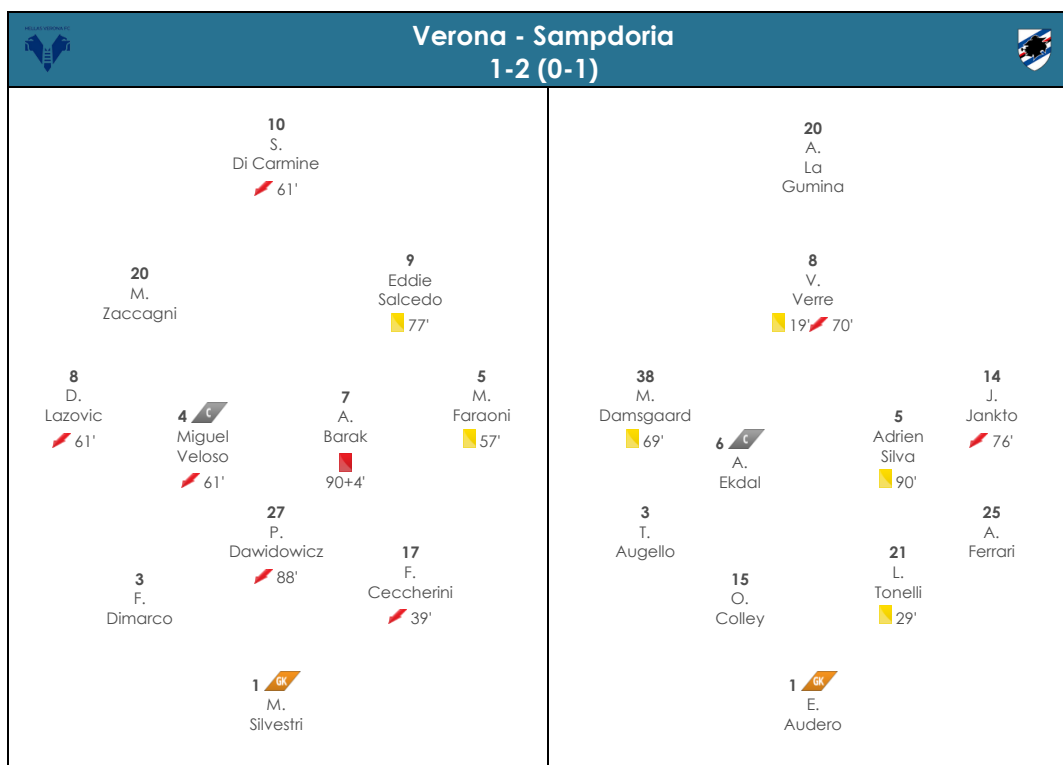 HELLAS VERONA FC
Verona - Sampdoria
1-2 (0-1)
10
S.
Di Carmine
61'
20
M.
Zaccagni
9
Eddie
Salcedo
77'
8
D.
Lazovic
61'
4 C
Miguel
Veloso
61'
7
A.
Barak
90+4'
5
M.
Faraoni
57'
27
P.
Dawidowicz
88'
17
F.
Ceccherini
39'
3
F.
Dimarco
1 GK
M.
Silvestri
20
A.
La
Gumina
8
V.
Verre
19' 70'
38
M.
Damsgaard
69'
6 C
A.
Ekdal
5
Adrien
Silva
90'
14
J.
Jankto
76'
3
T.
Augello
25
A.
Ferrari
15
O.
Colley
21
L.
Tonelli
29'
1 GK
E.
Audero